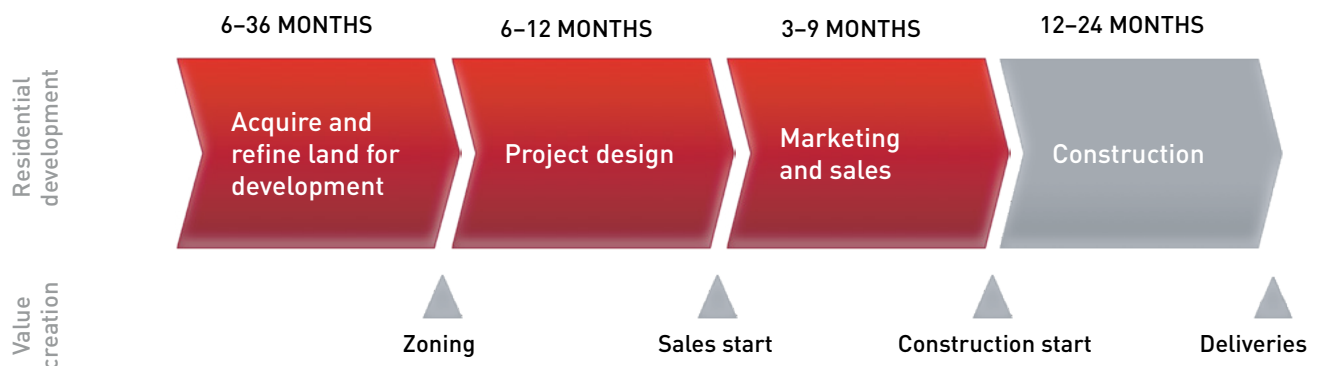 6–36 MONTHS
6–12 MONTHS
3–9 MONTHS
12–24 MONTHS
Residential
development
Acquire and
refine land for
development
Project design
Marketing
and sales
Construction
Value
creation
Zoning
Sales start
Construction start
Deliveries